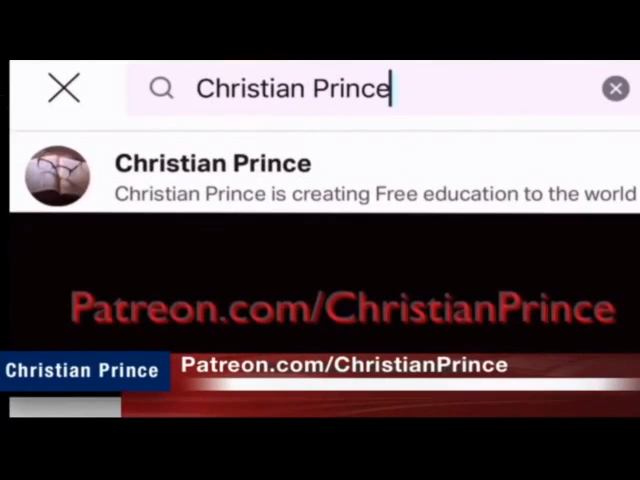 Christian Prince
Christian Prince
Christian Prince is creating Free education to the world
Patreon.com/ChristianPrince
Christian Prince
Patreon.com/ChristianPrince